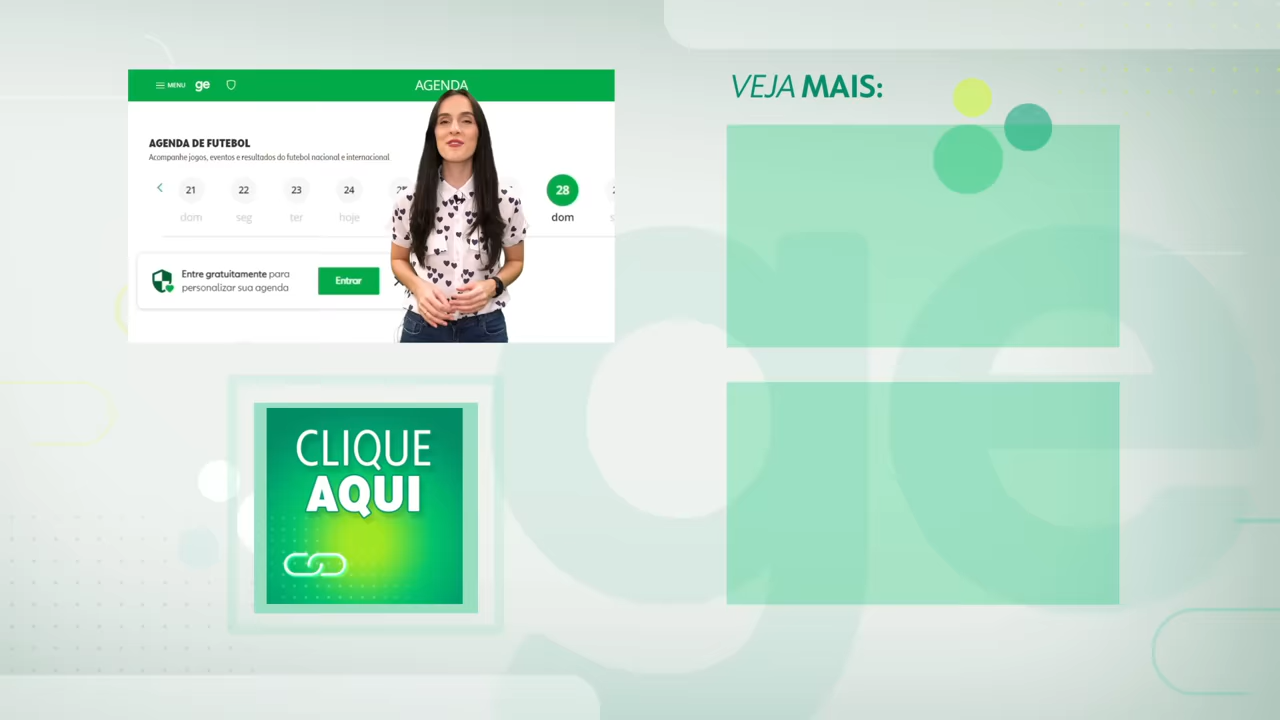 MENU ge AGENDA
AGENDA DE FUTEBOL
Acompanhe jogos, eventos e resultados do futebol nacional e internacional
21 22 23 24 28
dom seg ter hoje dom
Entre gratuitamente para
personalizar sua agenda
Entrar
CLIQUE
AQUI
VEJA MAIS:
ge